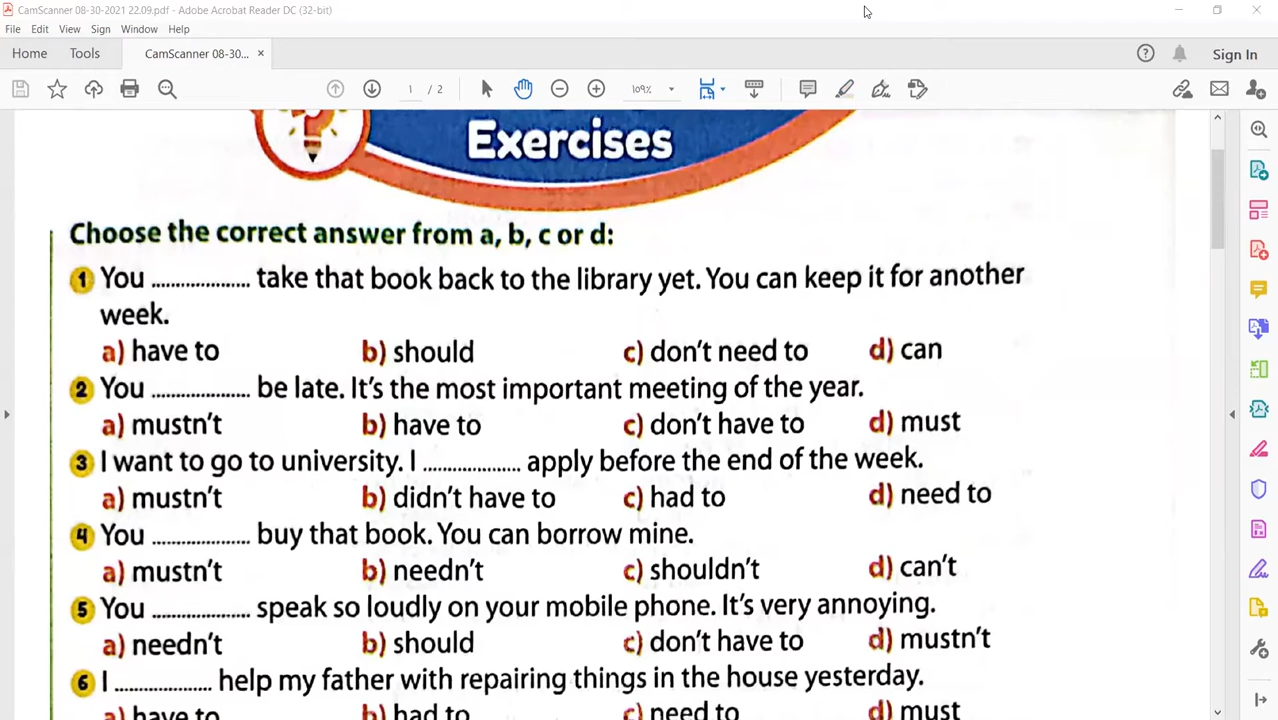 CamScanner 08-30-2021 22.09.pdf - Adobe Acrobat Reader DC (32-bit)
File Edit View Sign Window Help
Home Tools CamScanner 08-30... × Sign In
1 / 2 109%
Exercises
Choose the correct answer from a, b, c or d:
1 You .................... take that book back to the library yet. You can keep it for another
week.
a) have to b) should c) don't need to d) can
2 You .................... be late. It's the most important meeting of the year.
a) mustn't b) have to c) don't have to d) must
3 I want to go to university. I .................... apply before the end of the week.
a) mustn't b) didn't have to c) had to d) need to
4 You .................... buy that book. You can borrow mine.
a) mustn't b) needn't c) shouldn't d) can't
5 You .................... speak so loudly on your mobile phone. It's very annoying.
a) needn't b) should c) don't have to d) mustn't
6 I .................... help my father with repairing things in the house yesterday.
a) have to b) had to c) need to d) must